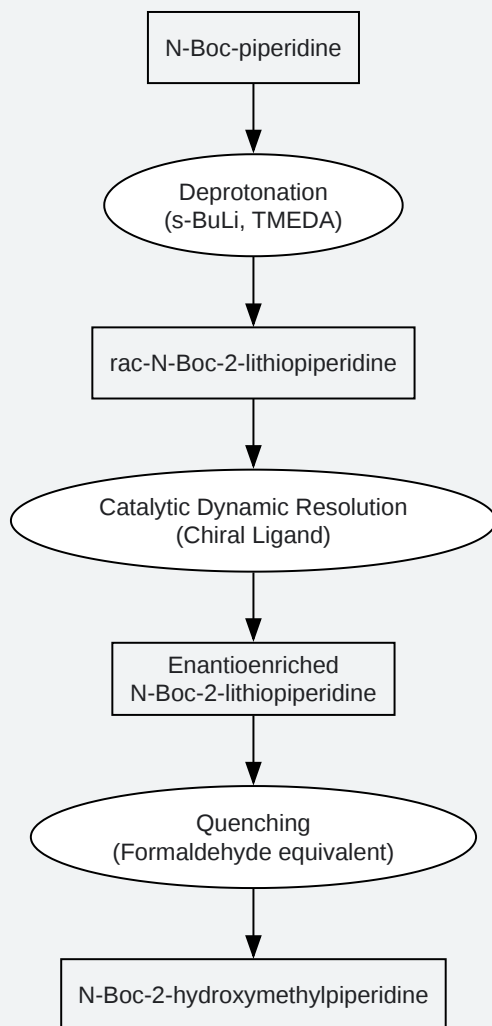 N-Boc-piperidine
Deprotonation
(s-BuLi, TMEDA)
rac-N-Boc-2-lithiopiperidine
Catalytic Dynamic Resolution
(Chiral Ligand)
Enantioenriched
N-Boc-2-lithiopiperidine
Quenching
(Formaldehyde equivalent)
N-Boc-2-hydroxymethylpiperidine